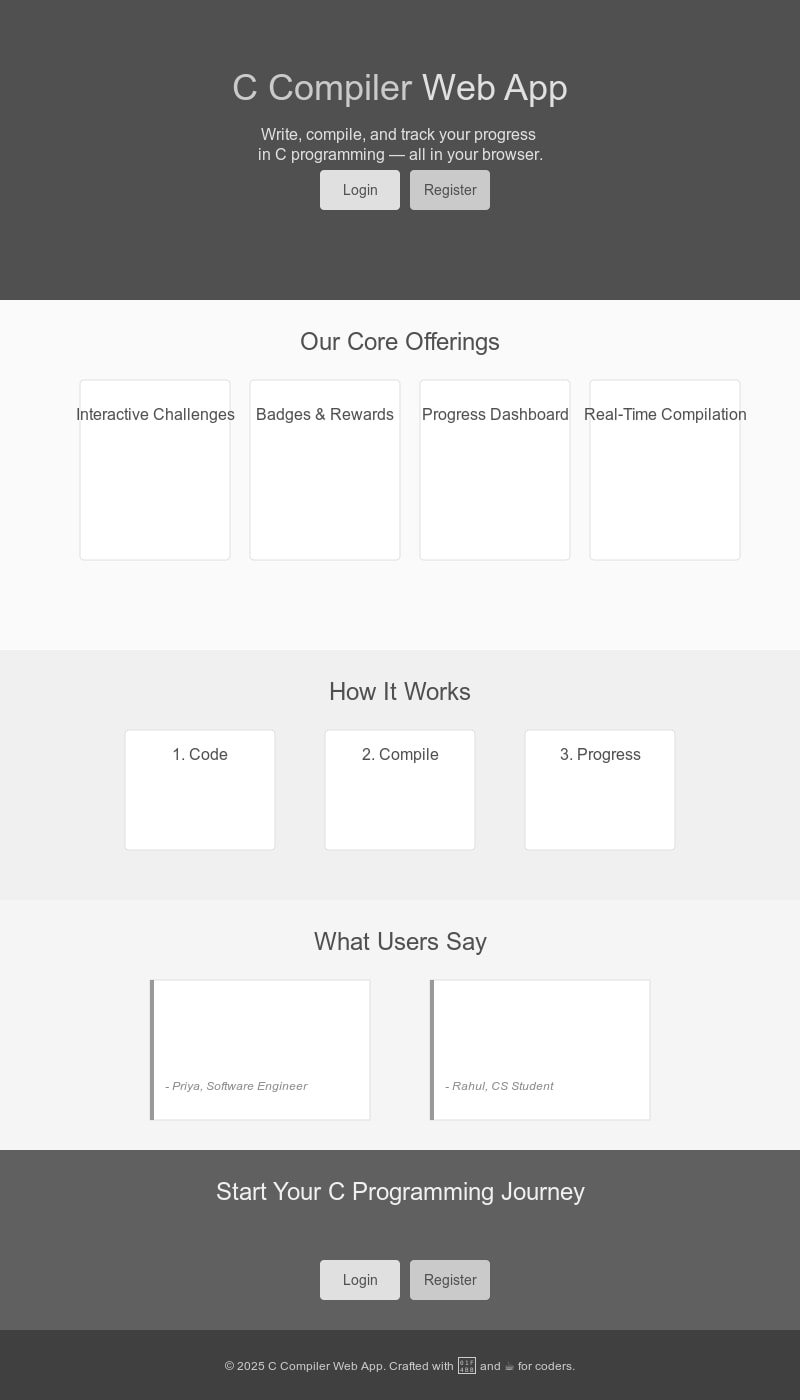 C Compiler Web App
Write, compile, and track your progress
in C programming — all in your browser.
Login
Register
Our Core Offerings
Interactive Challenges
Badges & Rewards
Progress Dashboard
Real-Time Compilation
How It Works
1. Code
2. Compile
3. Progress
What Users Say
- Priya, Software Engineer
- Rahul, CS Student
Start Your C Programming Journey
Login
Register
© 2025 C Compiler Web App. Crafted with 💻 and ☕ for coders.